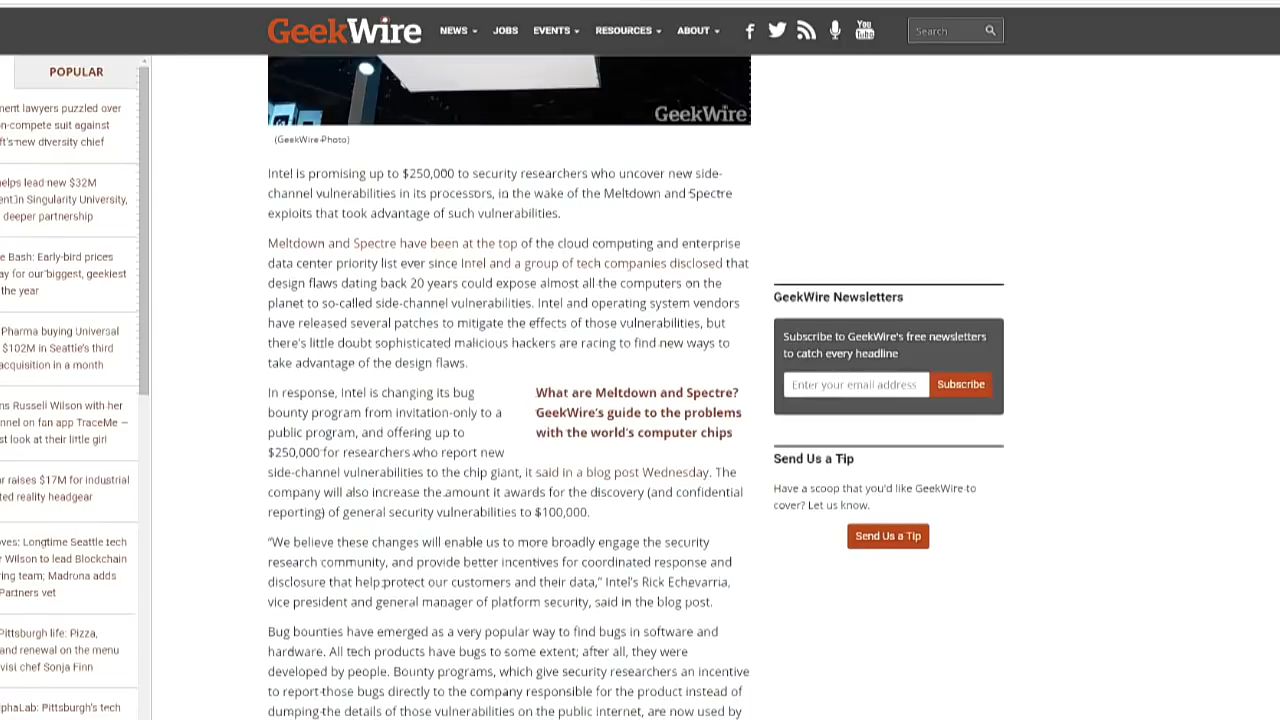 GeekWire NEWS JOBS EVENTS RESOURCES ABOUT You Tube Search
POPULAR
ment lawyers puzzled over
n-compete suit against
ft's new diversity chief
helps lead new $32M
ent in Singularity University,
deeper partnership
e Bash: Early-bird prices
ay for our biggest, geekiest
the year
Pharma buying Universal
$102M in Seattle's third
acquisition in a month
ns Russell Wilson with her
nnel on fan app TraceMe —
st look at their little girl
r raises $17M for industrial
ted reality headgear
oves: Longtime Seattle tech
r Wilson to lead Blockchain
ring team; Madrona adds
Partners vet
Pittsburgh life: Pizza,
and renewal on the menu
visi chef Sonja Finn
phaLab: Pittsburgh's tech
GeekWire
(GeekWire Photo)
Intel is promising up to $250,000 to security researchers who uncover new side-
channel vulnerabilities in its processors, in the wake of the Meltdown and Spectre
exploits that took advantage of such vulnerabilities.
Meltdown and Spectre have been at the top of the cloud computing and enterprise
data center priority list ever since Intel and a group of tech companies disclosed that
design flaws dating back 20 years could expose almost all the computers on the
planet to so-called side-channel vulnerabilities. Intel and operating system vendors
have released several patches to mitigate the effects of those vulnerabilities, but
there's little doubt sophisticated malicious hackers are racing to find new ways to
take advantage of the design flaws.
In response, Intel is changing its bug
bounty program from invitation-only to a
public program, and offering up to
$250,000 for researchers who report new
side-channel vulnerabilities to the chip giant, it said in a blog post Wednesday. The
company will also increase the amount it awards for the discovery (and confidential
reporting) of general security vulnerabilities to $100,000.
What are Meltdown and Spectre?
GeekWire's guide to the problems
with the world's computer chips
“We believe these changes will enable us to more broadly engage the security
research community, and provide better incentives for coordinated response and
disclosure that help protect our customers and their data,” Intel's Rick Echevarria,
vice president and general manager of platform security, said in the blog post.
Bug bounties have emerged as a very popular way to find bugs in software and
hardware. All tech products have bugs to some extent; after all, they were
developed by people. Bounty programs, which give security researchers an incentive
to report those bugs directly to the company responsible for the product instead of
dumping the details of those vulnerabilities on the public internet, are now used by
GeekWire Newsletters
Subscribe to GeekWire's free newsletters
to catch every headline
Enter your email address Subscribe
Send Us a Tip
Have a scoop that you'd like GeekWire to
cover? Let us know.
Send Us a Tip